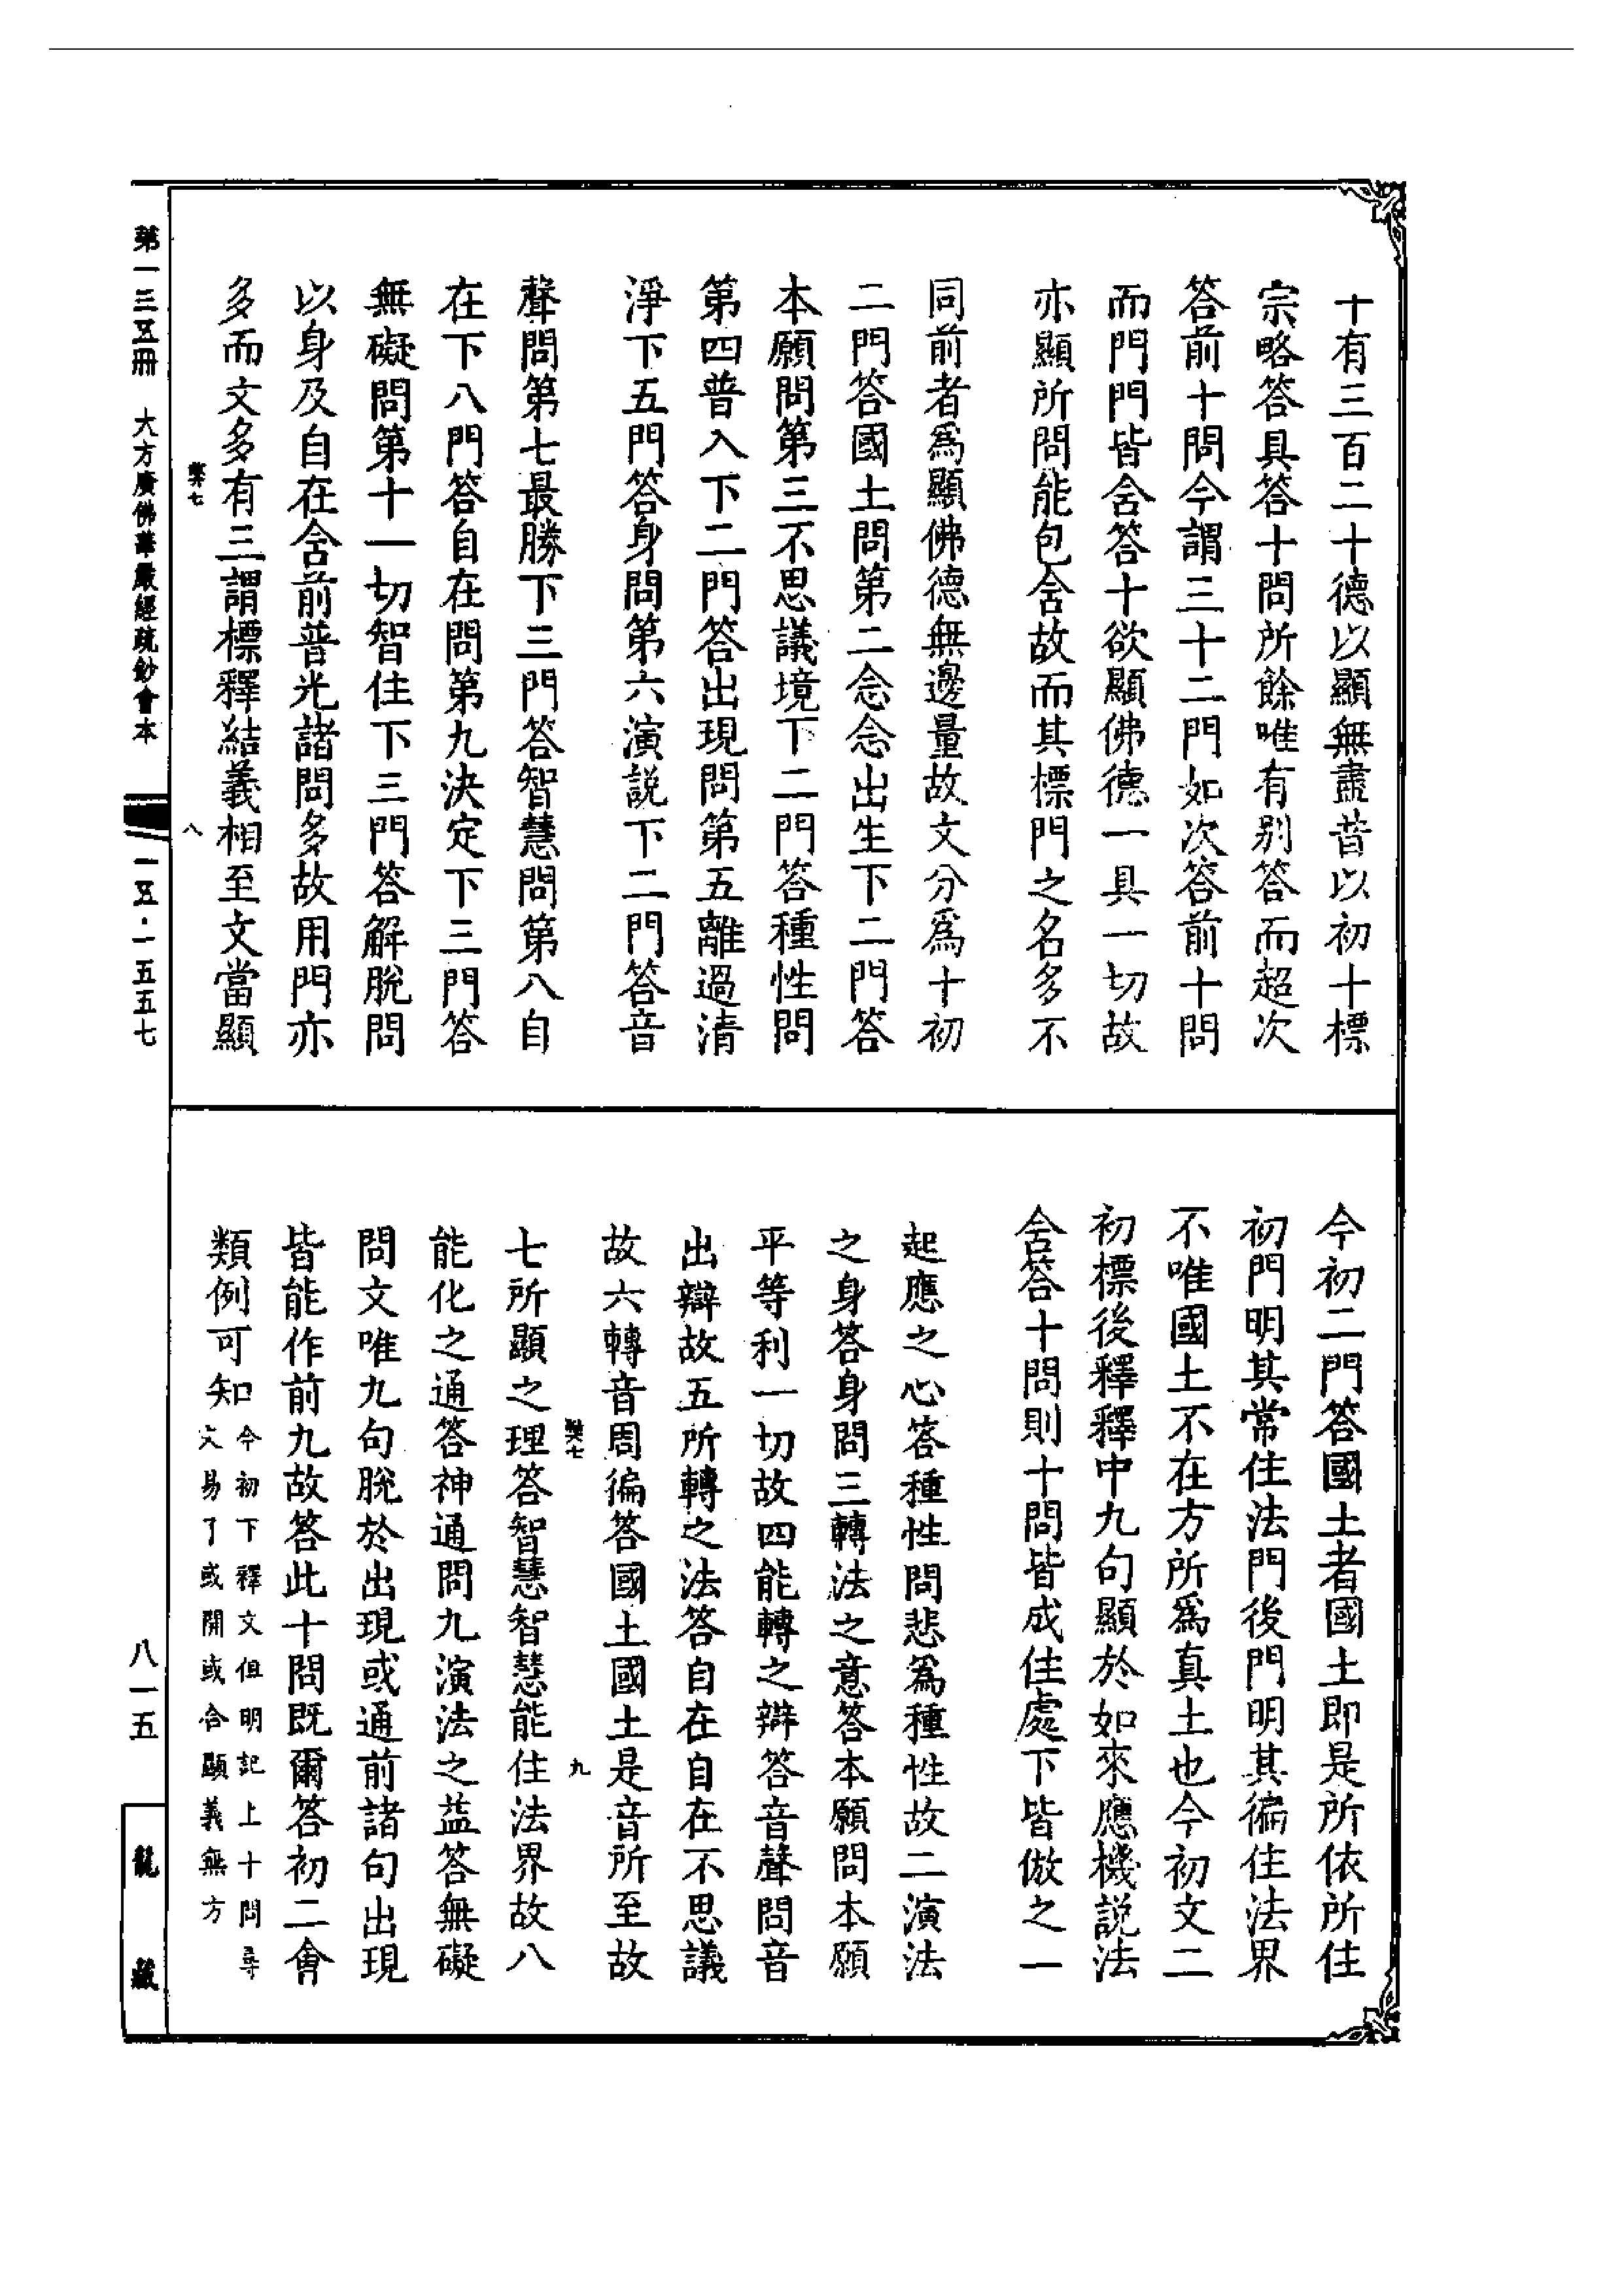 十有三百二十德以顯無盡昔以初十標
宗略答具答十問所餘唯有别答而超次
答前十問今謂三十二門如次答前十問
而門門皆含答十欲顯佛德一具一切故
亦顯所問能包含故而其標門之名多不
同前者爲顯佛德無邊量故文分爲十初
二門答國土問第二念念出生下二門答
本願問第三不思議境下二門答種性問
第四普入下二門答出現問第五離過清
淨下五門答身問第六演説下二門答音
聲問第七最勝下三門答智慧問第八自
在下八門答自在問第九決定下三門答
無礙問第十一切智住下三門答解脫問
以身及自在含前普光諸問多故用門亦
多而文多有三謂標釋結義相至文當顯
八
今初二門答國土者國土即是所依所住
初門明其常住法門後門明其徧住法界
不唯國土不在方所爲真土也今初文二
初標後釋釋中九句顯於如來應機説法
含答十問則十問皆成住處下皆倣之一
起應之心答種性問悲爲種性故二演法
之身答身問三轉法之意答本願問本願
平等利一切故四能轉之辯答音聲問音
出辯故五所轉之法答自在自在不思議
故六轉音周徧答國土國土是音所至故
九
七所顯之理答智慧智慧能住法界故八
能化之通答神通問九演法之益答無礙
問文唯九句脫於出現或通前諸句出現
皆能作前九故答此十問既爾答初二會
類例可知今初下釋文但明記上十問尋
文易了或開或合顯義無方
第一三五冊 大方廣佛華嚴經疏鈔會本 一五·一五五七
八一五
龍藏